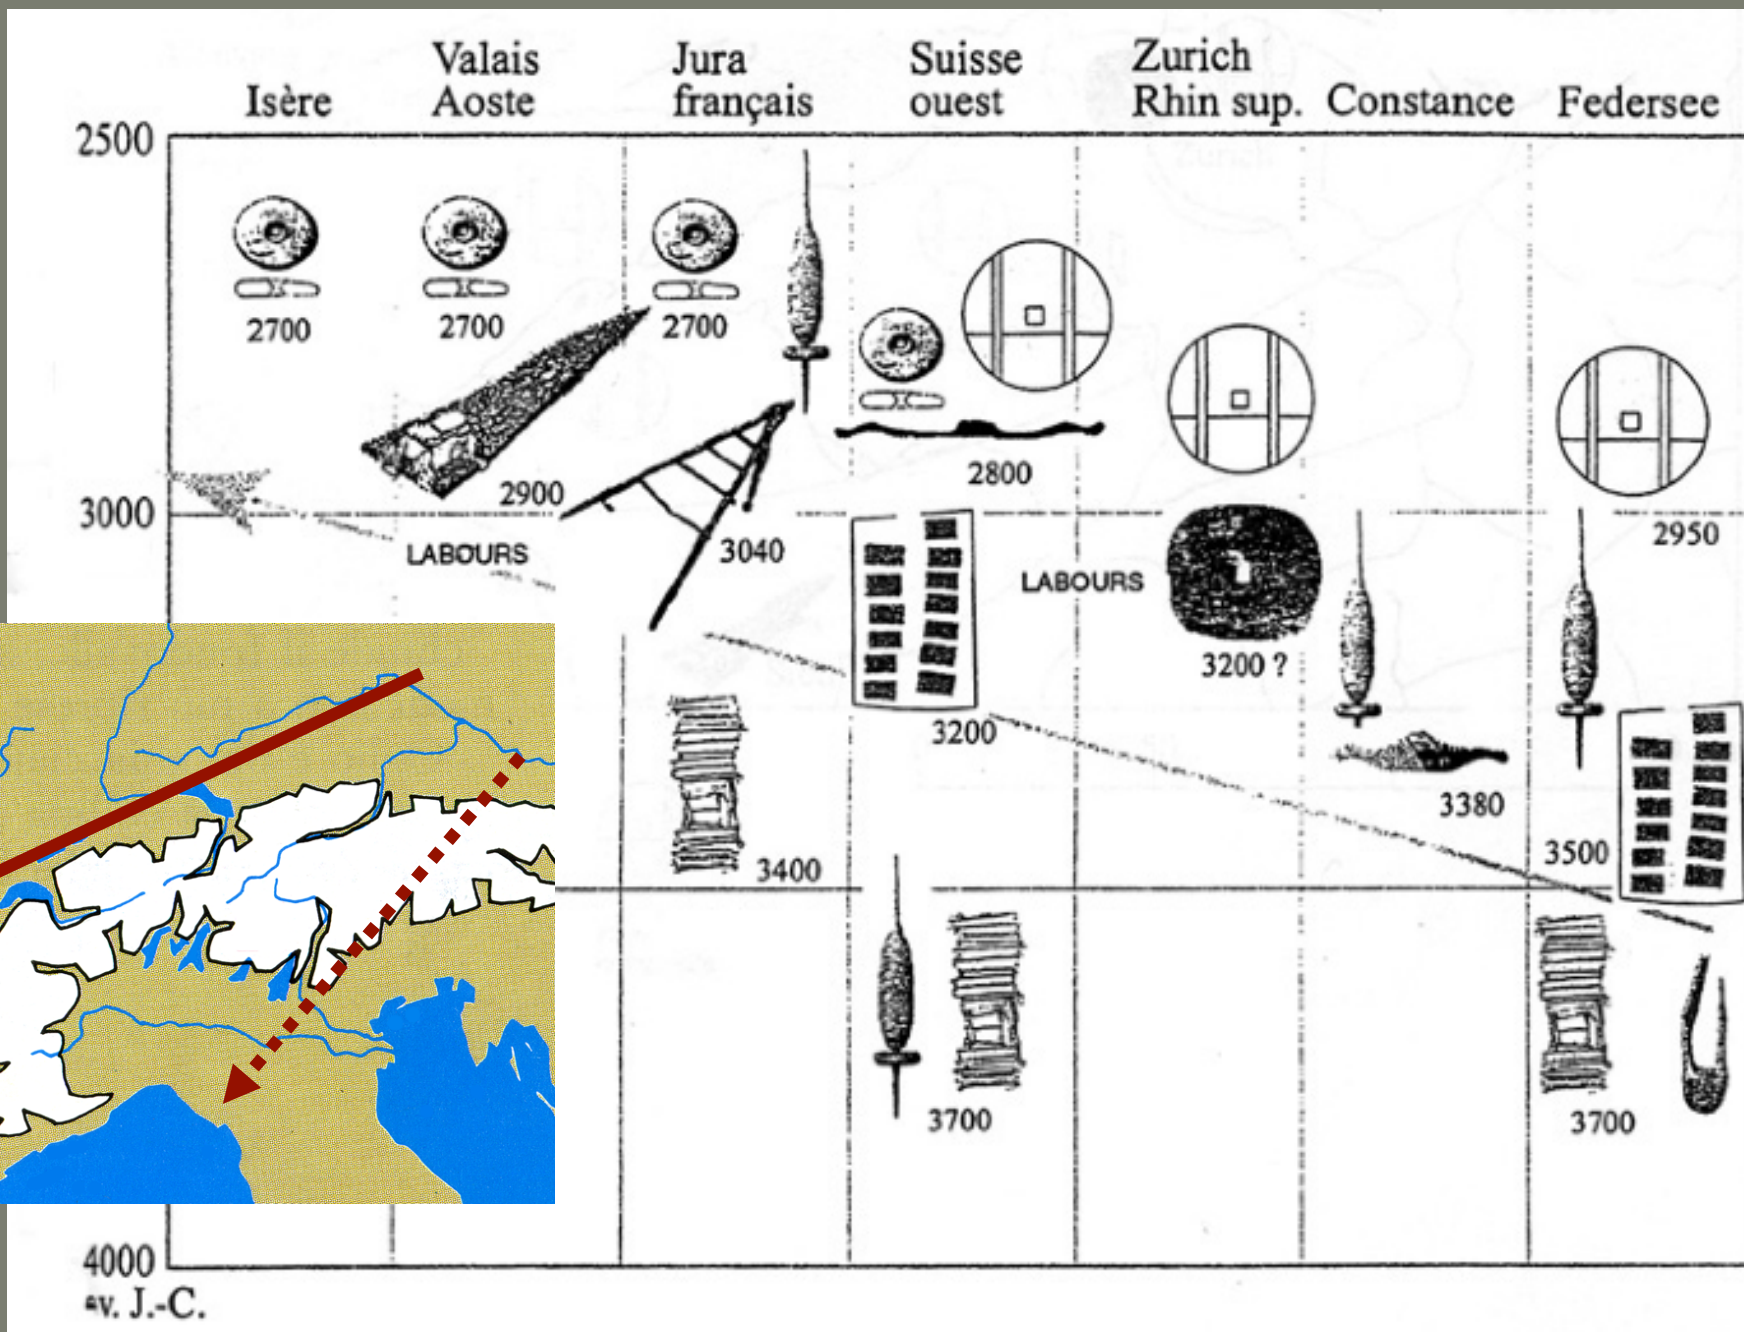 Isère
Valais
Aoste
Jura
français
Suisse
ouest
Zurich
Rhin sup.
Constance
Federsee
2500
2700
2700
2700
2900
2800
3000
LABOURS
3040
LABOURS
2950
3200
3200 ?
3380
3400
3500
3700
3700
4000
av. J.-C.